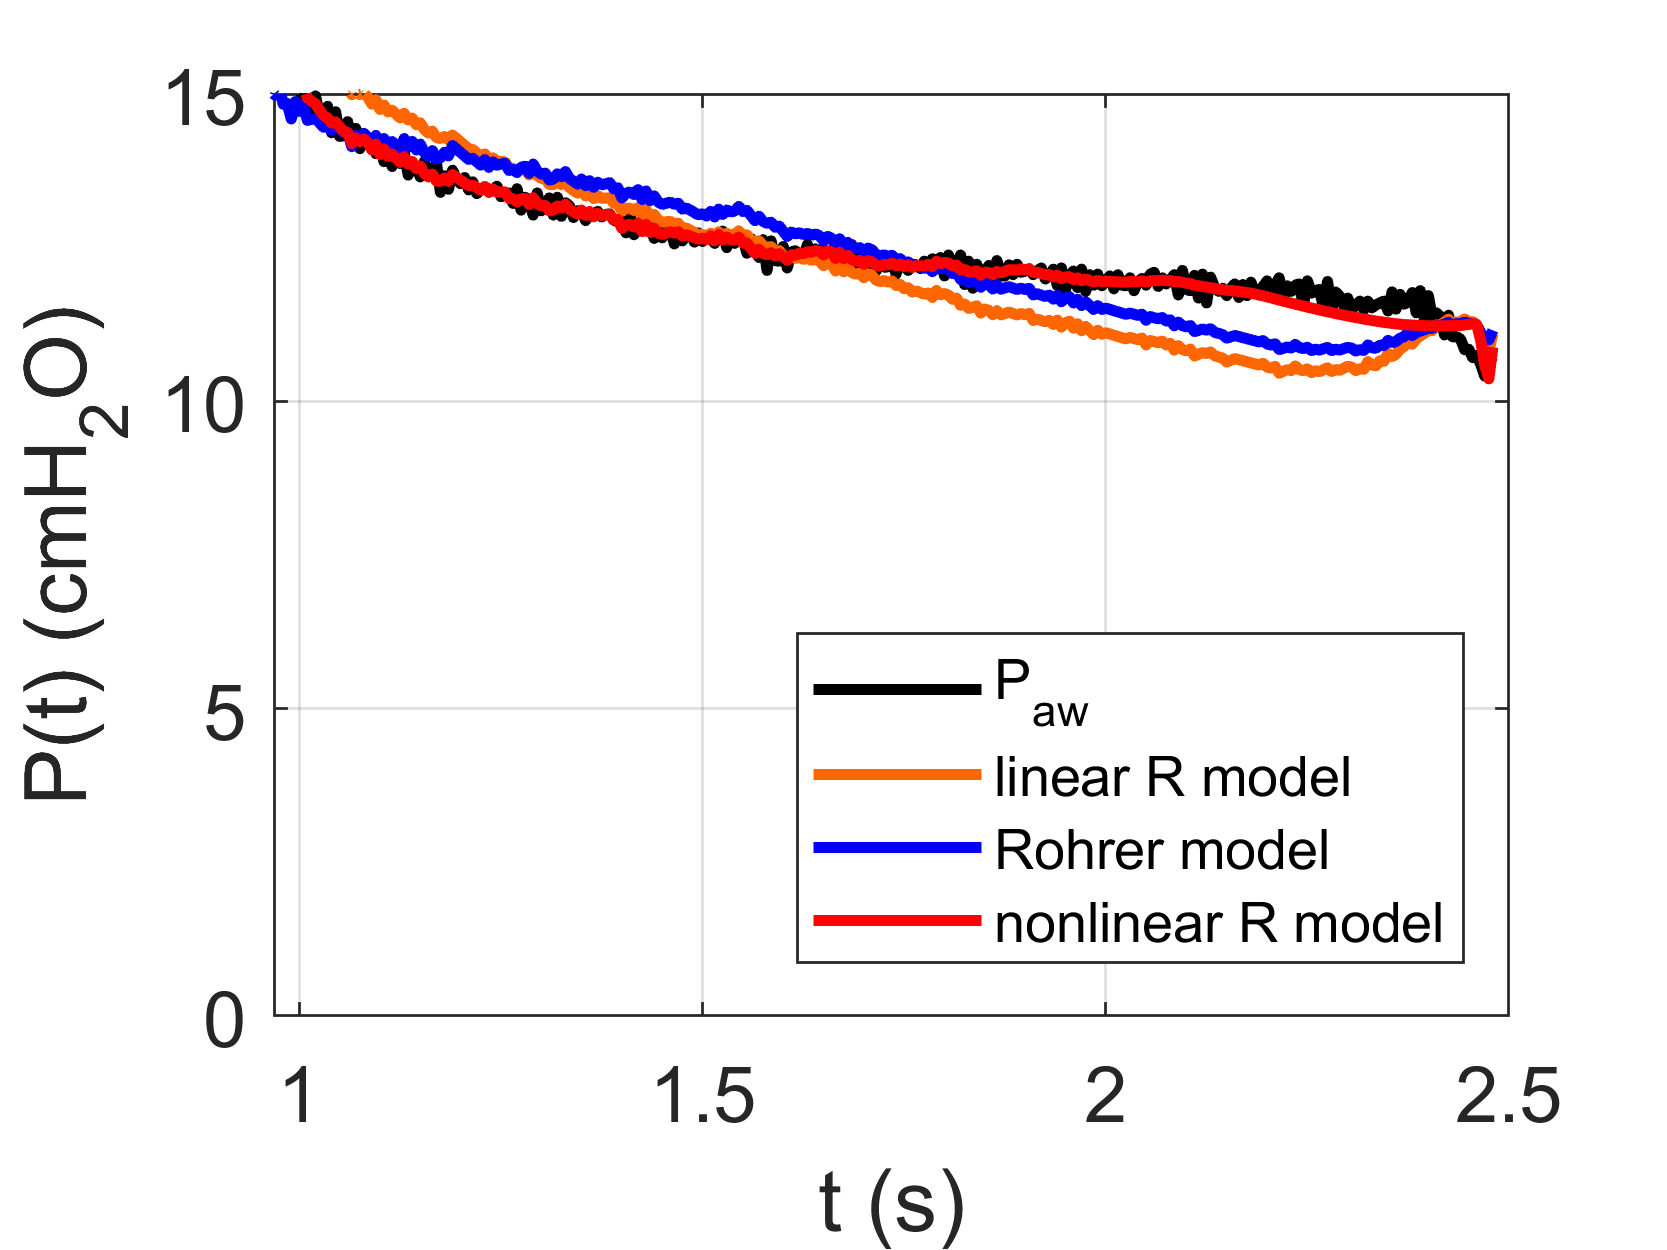 15
10
5
0
P(t) (cmH2O)
1 1.5 2 2.5
t (s)
Paw
linear R model
Rohrer model
nonlinear R model